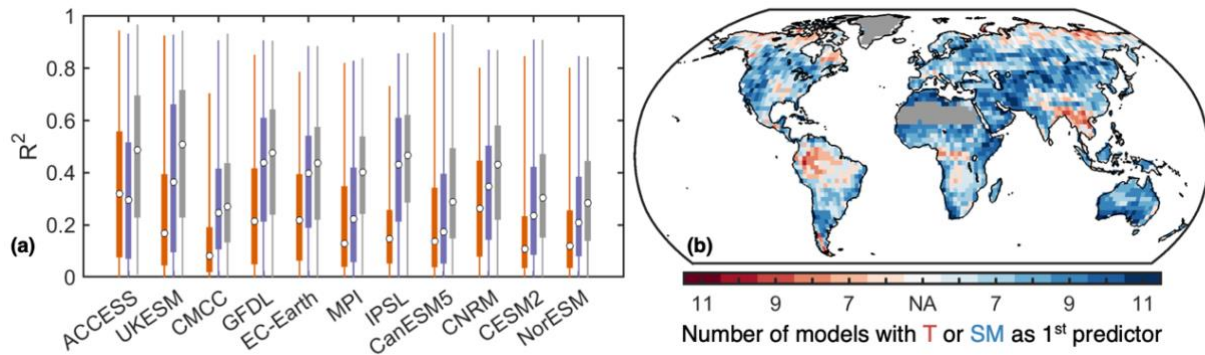 1
0.8
0.6
0.4
0.2
0
R²
(a)
ACCESS
UKESM
CMCC
GFDL
EC-Earth
MPI
IPSL
CanESM5
CNRM
CESM2
NorESM
(b)
11 9 7 NA 7 9 11
Number of models with T or SM as 1ˢᵗ predictor